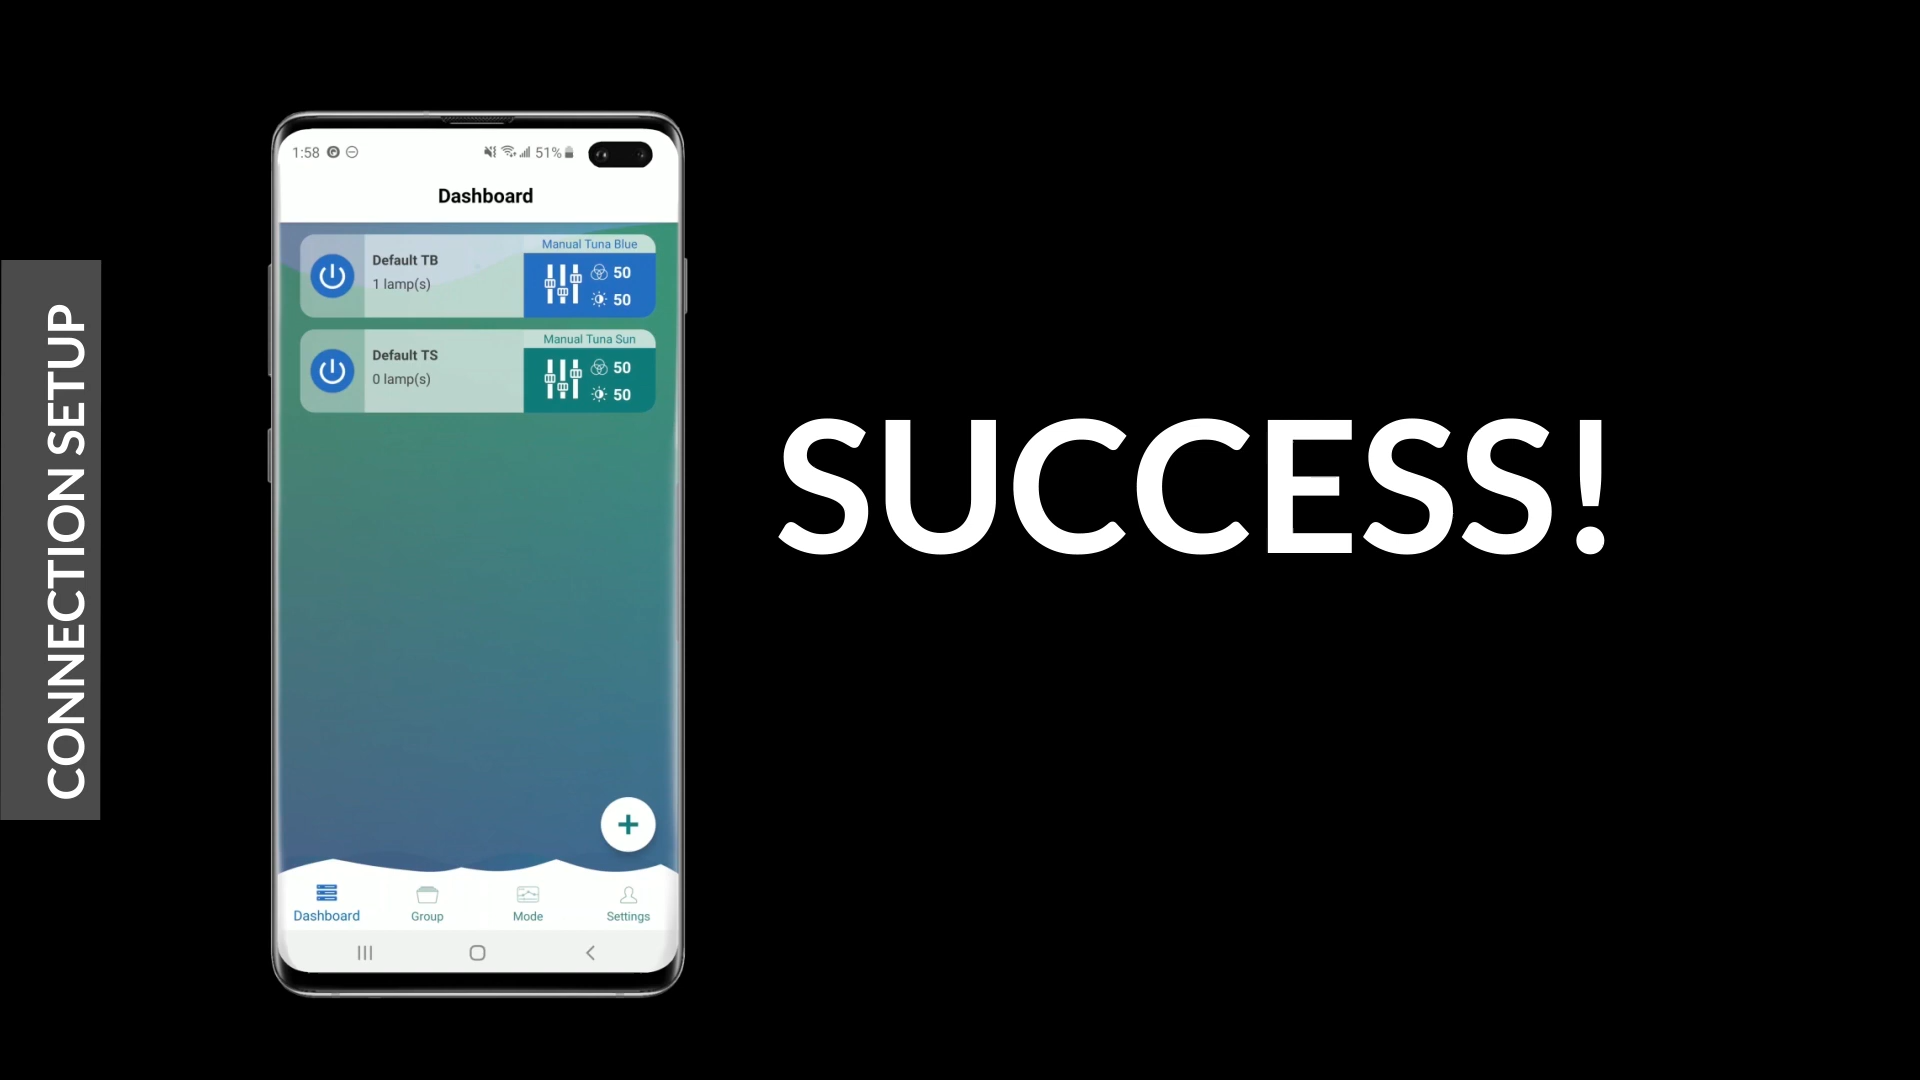 CONNECTION SETUP
1:58
51%
Dashboard
Default TB
1 lamp(s)
Manual Tuna Blue
50
50
Default TS
0 lamp(s)
Manual Tuna Sun
50
50
SUCCESS!
+
Dashboard Group Mode Settings